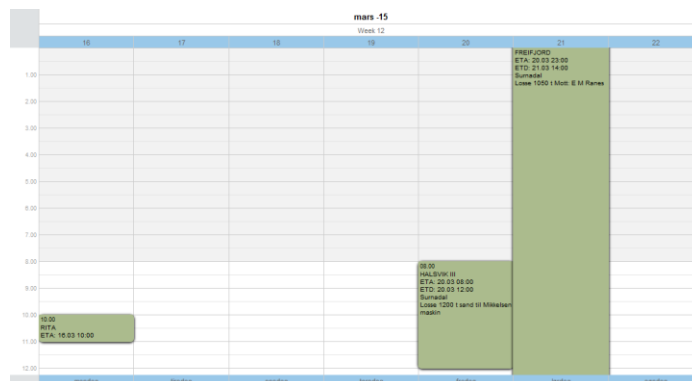 mars -15
Week 12
16 17 18 19 20 21 22
FREIFJORD
ETA: 20.03 23:00
ETD: 21.03 14:00
Surnadal
Losse 1050 t Mott: E M Ranes
1.00
2.00
3.00
4.00
5.00
6.00
7.00
8.00
08.00
HALSVIK III
ETA: 20.03 08:00
ETD: 20.03 12:00
Surnadal
Losse 1200 t sand til Mikkelsen
maskin
9.00
10.00
10.00
RITA
ETA: 16.03 10:00
11.00
12.00